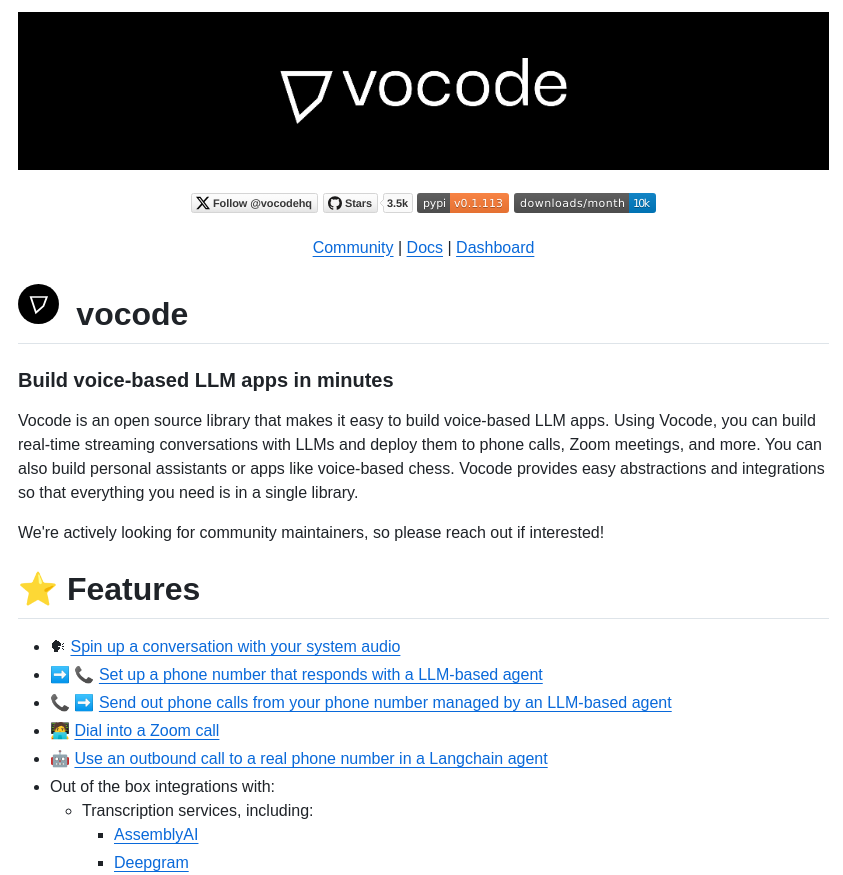 vocode
Follow @vocodehq Stars 3.5k pypi v0.1.113 downloads/month 10k
Community | Docs | Dashboard
vocode
Build voice-based LLM apps in minutes
Vocode is an open source library that makes it easy to build voice-based LLM apps. Using Vocode, you can build
real-time streaming conversations with LLMs and deploy them to phone calls, Zoom meetings, and more. You can
also build personal assistants or apps like voice-based chess. Vocode provides easy abstractions and integrations
so that everything you need is in a single library.
We're actively looking for community maintainers, so please reach out if interested!
⭐ Features
• 🗣 Spin up a conversation with your system audio
• ➡️ 📞 Set up a phone number that responds with a LLM-based agent
• 📞 ➡️ Send out phone calls from your phone number managed by an LLM-based agent
• 🧑‍💻 Dial into a Zoom call
• 🤖 Use an outbound call to a real phone number in a Langchain agent
• Out of the box integrations with:
◦ Transcription services, including:
▪ AssemblyAI
▪ Deepgram